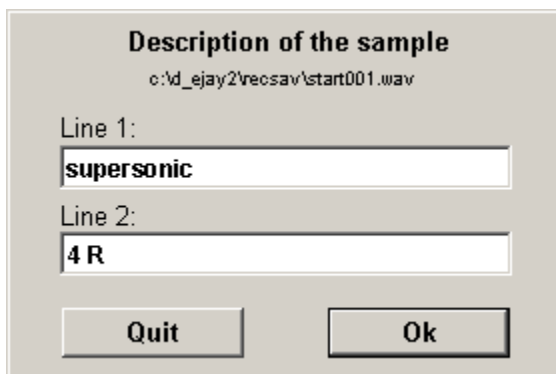 Description of the sample
c:\d_ejay2\recsav\start001.wav
Line 1:
supersonic
Line 2:
4 R
Quit Ok